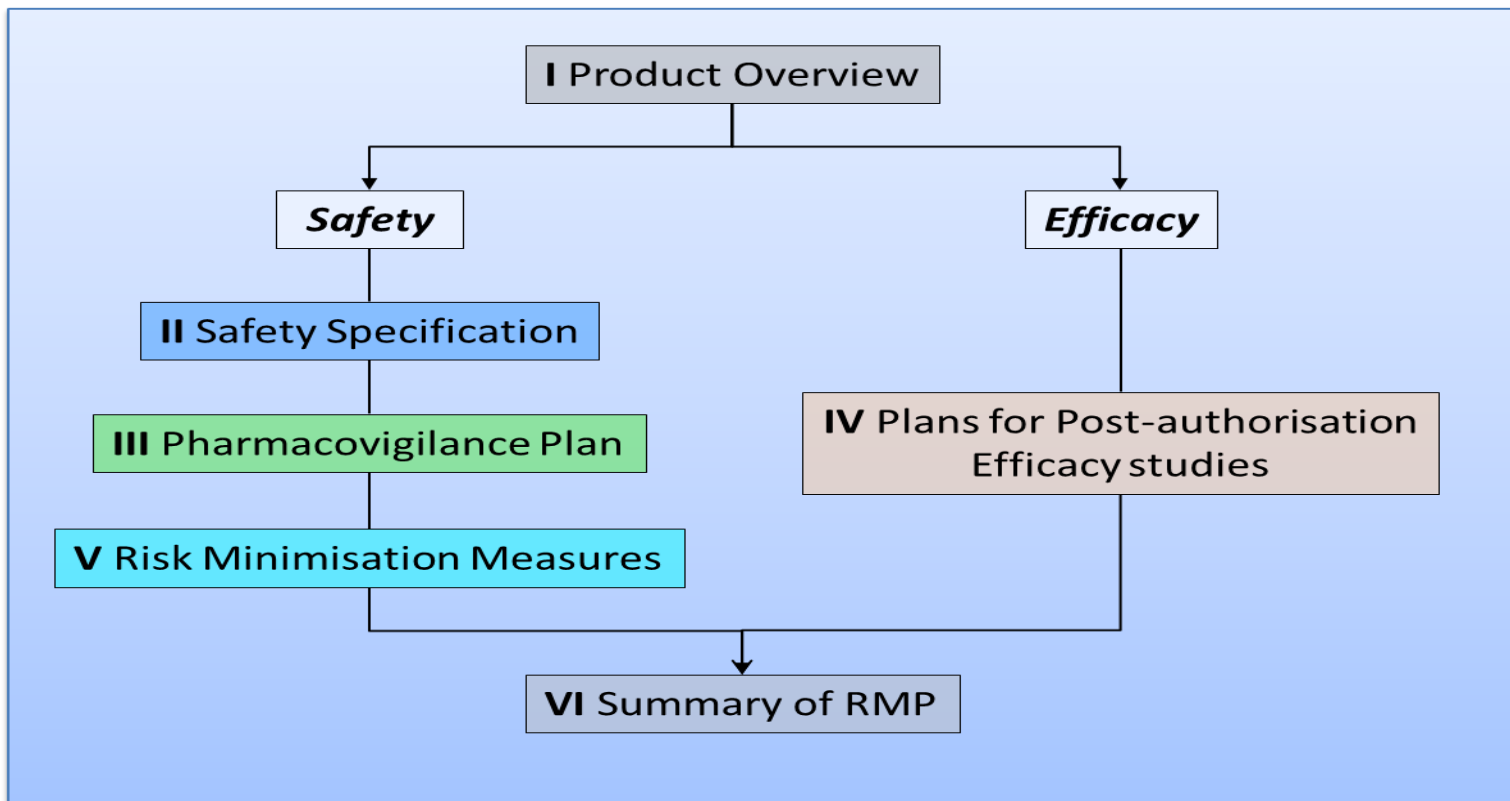 I Product Overview
Safety
Efficacy
II Safety Specification
III Pharmacovigilance Plan
IV Plans for Post-authorisation
Efficacy studies
V Risk Minimisation Measures
VI Summary of RMP